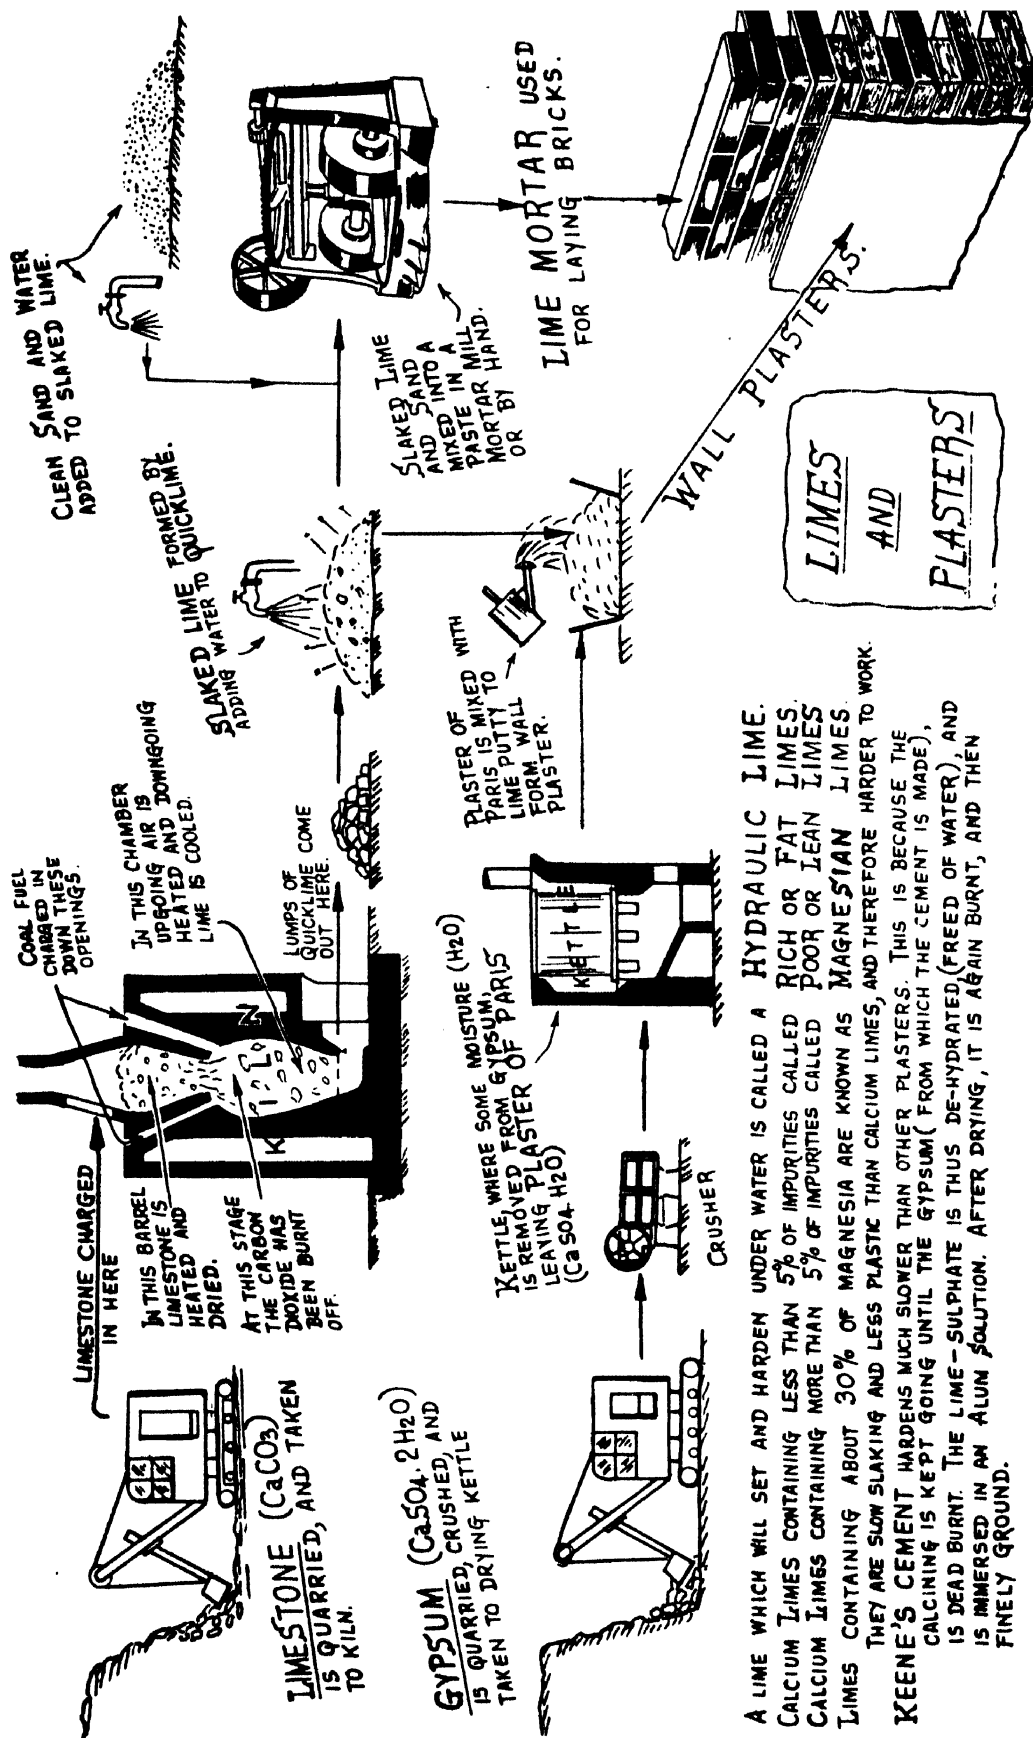 CLEAN SAND AND WATER
ADDED TO SLAKED LIME.
SLAKED LIME FORMED BY
ADDING WATER TO QUICKLIME.
COAL FUEL
CHARGED IN
DOWN THESE
OPENINGS.
IN THIS CHAMBER
UPGOING AIR IS
HEATED AND DOWNGOING
LIME IS COOLED.
LIMESTONE CHARGED
IN HERE
IN THIS BARREL
LIMESTONE IS
HEATED AND
DRIED.
AT THIS STAGE
THE CARBON
DIOXIDE HAS
BEEN BURNT
OFF.
KILN
LUMPS OF
QUICKLIME COME
OUT HERE.
SLAKED LIME
AND SAND
MIXED INTO A
PASTE IN A
MORTAR MILL
OR BY HAND.
LIME MORTAR USED
FOR LAYING BRICKS.
LIMESTONE (CaCO3)
IS QUARRIED, AND TAKEN
TO KILN.
GYPSUM (CaSO4. 2H2O)
IS QUARRIED, CRUSHED, AND
TAKEN TO DRYING KETTLE
CRUSHER
KETTLE, WHERE SOME MOISTURE (H2O)
IS REMOVED FROM GYPSUM,
LEAVING PLASTER OF PARIS
(CaSO4. H2O)
KETTLE
PLASTER OF
PARIS IS MIXED WITH
LIME PUTTY TO
FORM WALL
PLASTER.
WALL PLASTERS.
LIMES
AND
PLASTERS
A LIME WHICH WILL SET AND HARDEN UNDER WATER IS CALLED A HYDRAULIC LIME.
CALCIUM LIMES CONTAINING LESS THAN 5% OF IMPURITIES CALLED RICH OR FAT LIMES.
CALCIUM LIMES CONTAINING MORE THAN 5% OF IMPURITIES CALLED POOR OR LEAN LIMES
LIMES CONTAINING ABOUT 30% OF MAGNESIA ARE KNOWN AS MAGNESIAN LIMES.
THEY ARE SLOW SLAKING AND LESS PLASTIC THAN CALCIUM LIMES, AND THEREFORE HARDER TO WORK.
KEENE'S CEMENT HARDENS MUCH SLOWER THAN OTHER PLASTERS. THIS IS BECAUSE THE
CALCINING IS KEPT GOING UNTIL THE GYPSUM (FROM WHICH THE CEMENT IS MADE),
IS DEAD BURNT. THE LIME-SULPHATE IS THUS DE-HYDRATED, (FREED OF WATER), AND
IS IMMERSED IN AN ALUM SOLUTION. AFTER DRYING, IT IS AGAIN BURNT, AND THEN
FINELY GROUND.